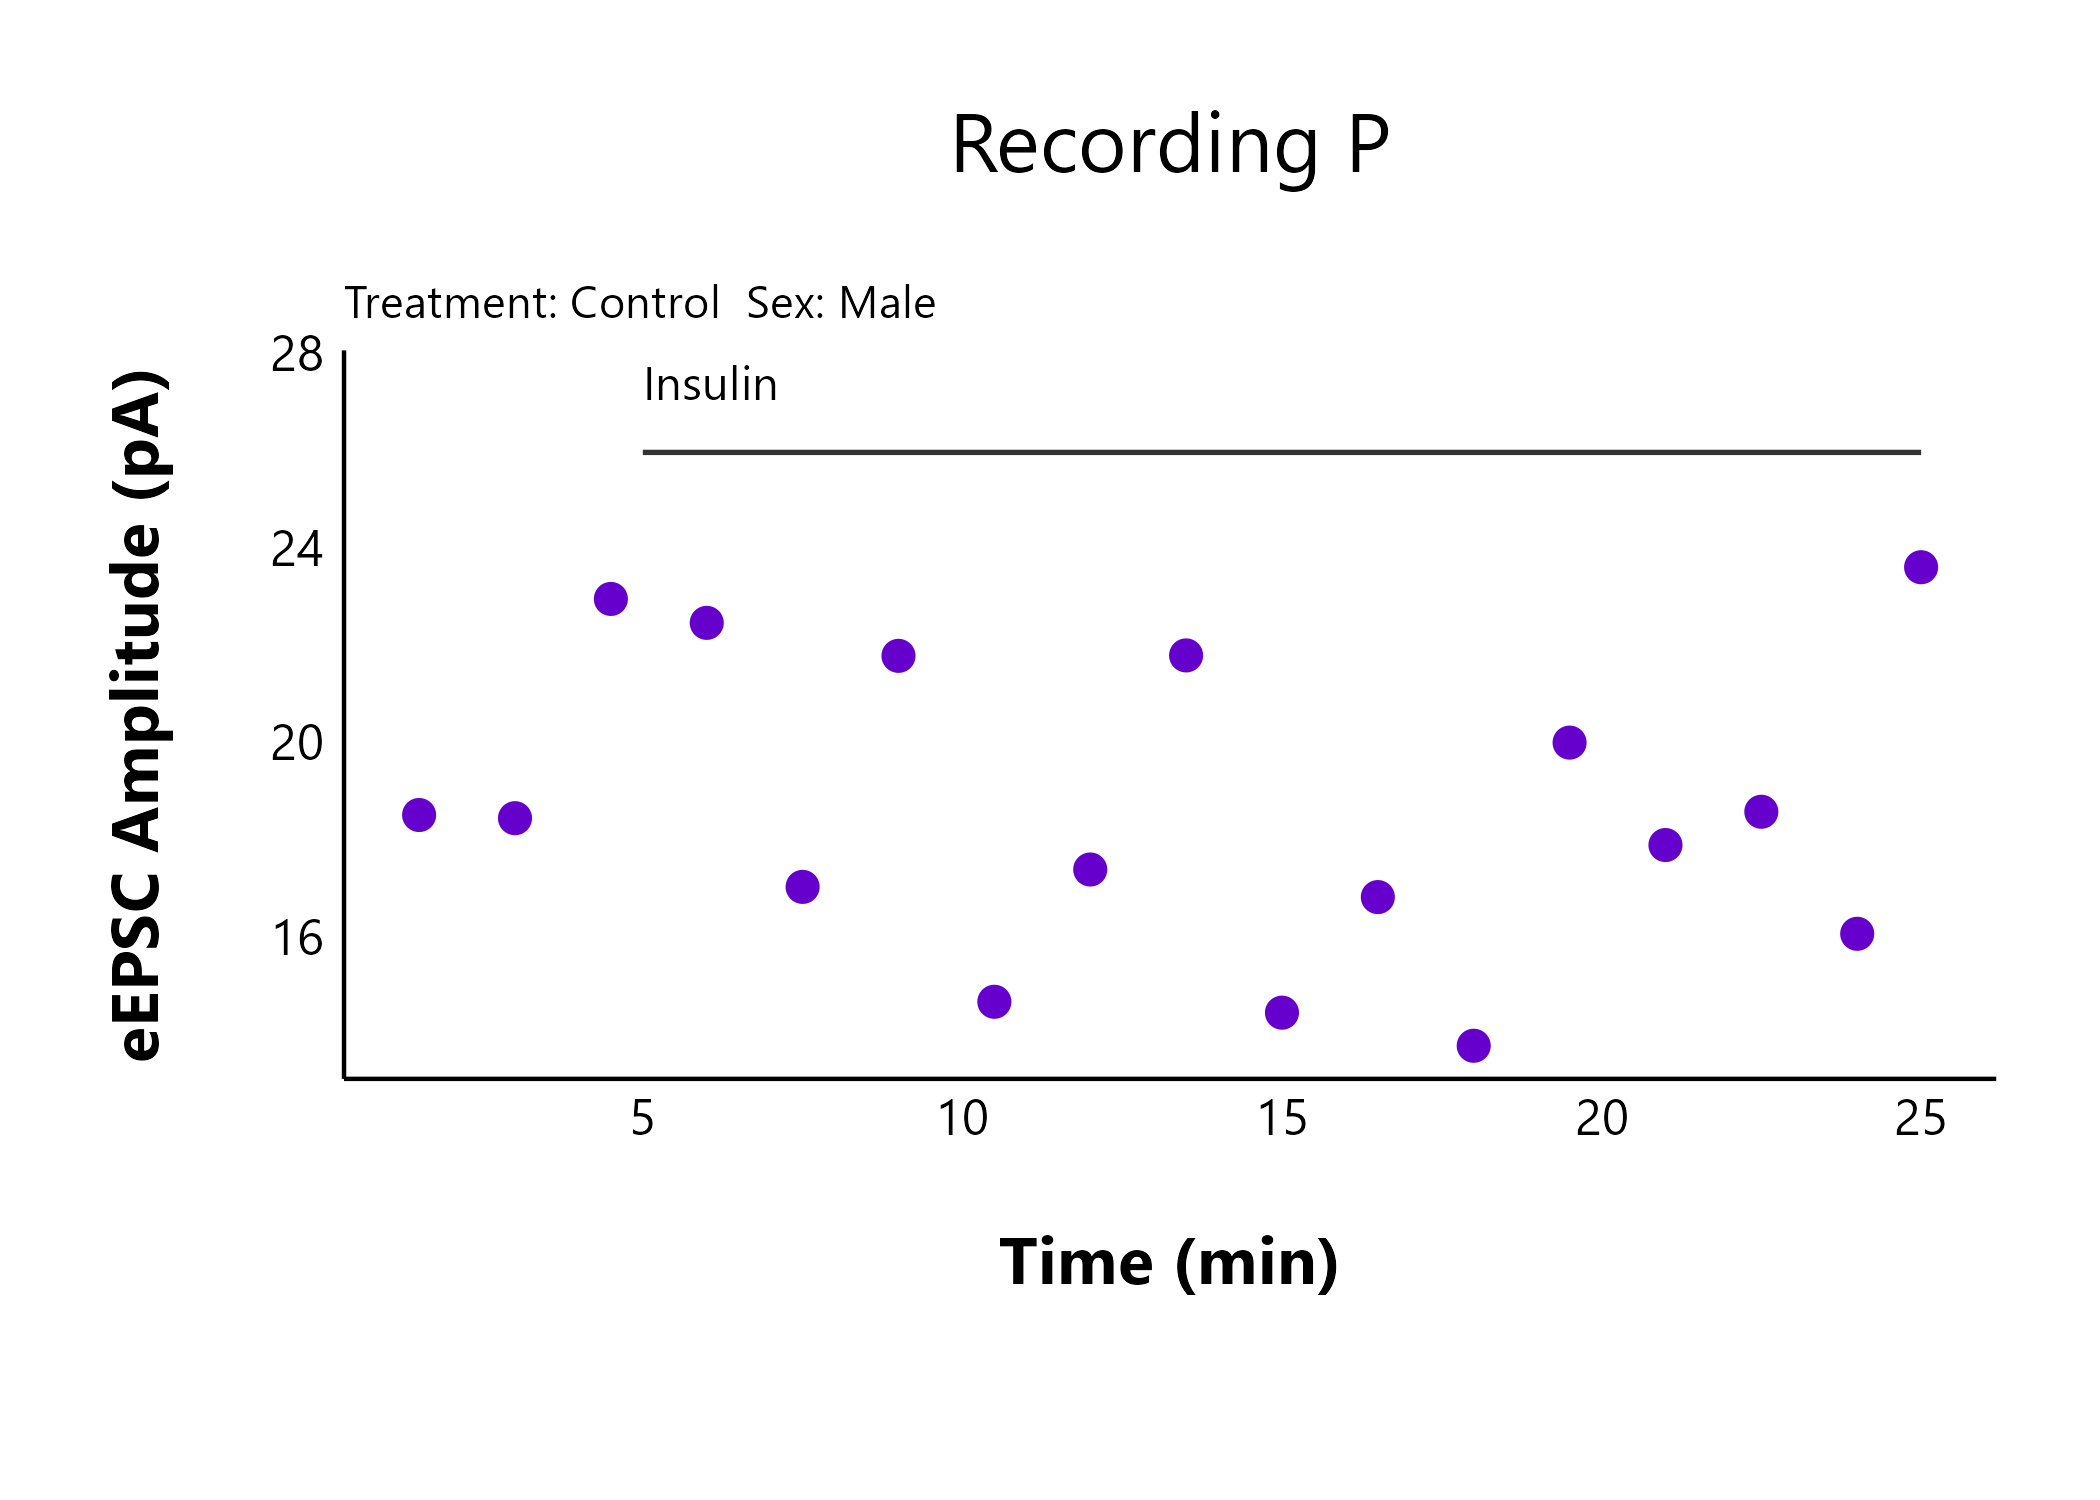 Recording P
Treatment: Control  Sex: Male
Insulin
28
24
20
16
eEPSC Amplitude (pA)
5 10 15 20 25
Time (min)